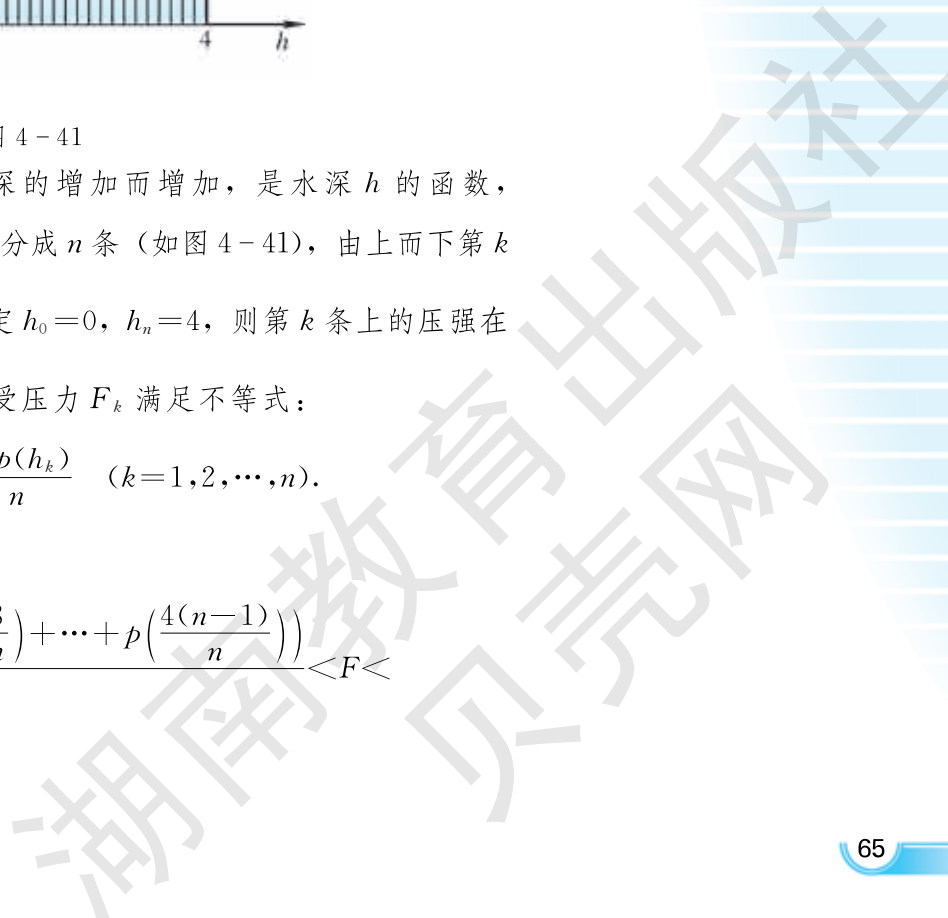 4 h
4-41
深的增加而增加，是水深 h 的函数，
分成 n 条（如图 4-41），由上而下第 k
定 h₀=0，hₙ=4，则第 k 条上的压强在
受压力 Fₖ 满足不等式：
p(hₖ)/n (k=1,2,…,n).
)+…+p(4(n-1)/n))<F<
65
湖南教育出版社
贝壳网